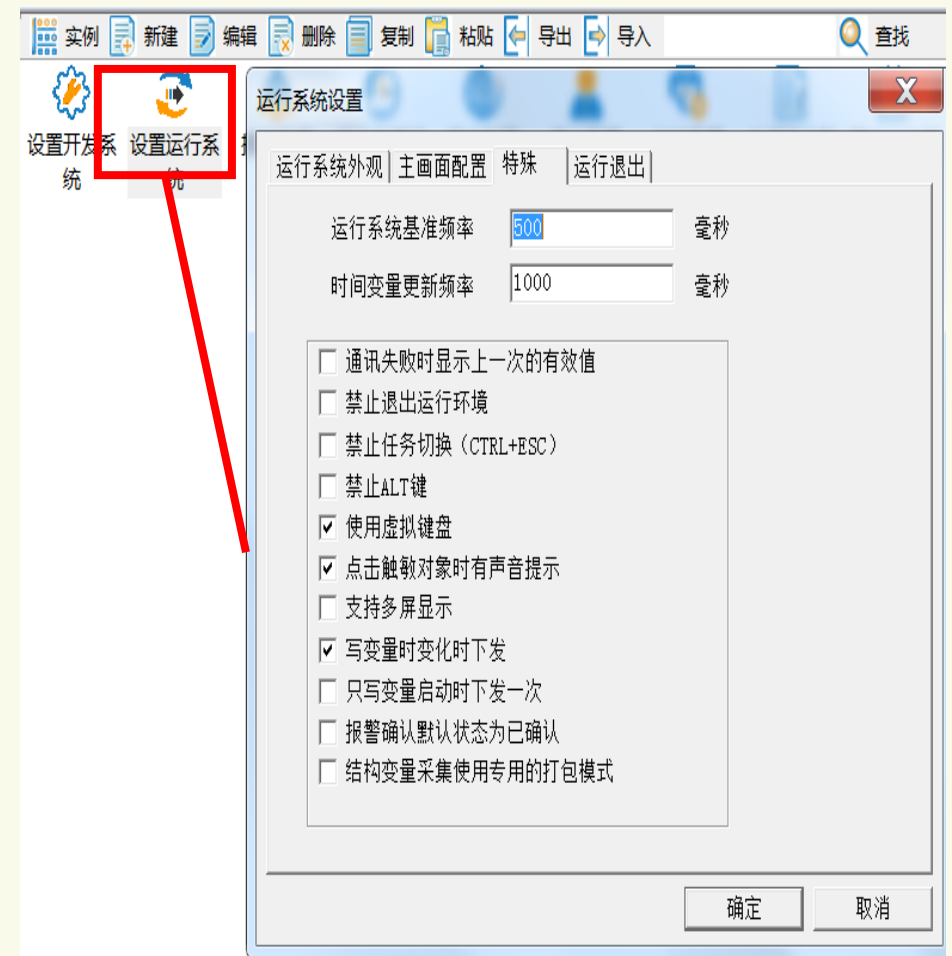 实例 新建 编辑 删除 复制 粘贴 导出 导入 查找
设置开发系统
设置运行系统
运行系统设置
运行系统外观 主画面配置 特殊 运行退出
运行系统基准频率 500 毫秒
时间变量更新频率 1000 毫秒
通讯失败时显示上一次的有效值
禁止退出运行环境
禁止任务切换（CTRL+ESC）
禁止ALT键
使用虚拟键盘
点击触敏对象时有声音提示
支持多屏显示
写变量时变化时下发
只写变量启动时下发一次
报警确认默认状态为已确认
结构变量采集使用专用的打包模式
确定 取消